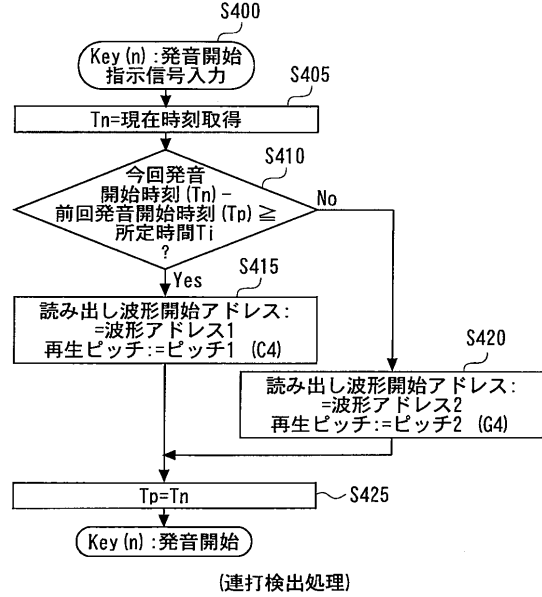 S400
Key(n):発音開始
指示信号入力
S405
Tn=現在時刻取得
S410
今回発音
開始時刻(Tn)-
前回発音開始時刻(Tp)≧
所定時間Ti
?
No
Yes
S415
読み出し波形開始アドレス:
=波形アドレス1
再生ピッチ:=ピッチ1 (C4)
S420
読み出し波形開始アドレス:
=波形アドレス2
再生ピッチ:=ピッチ2 (G4)
Tp=Tn
S425
Key(n):発音開始
(連打検出処理)